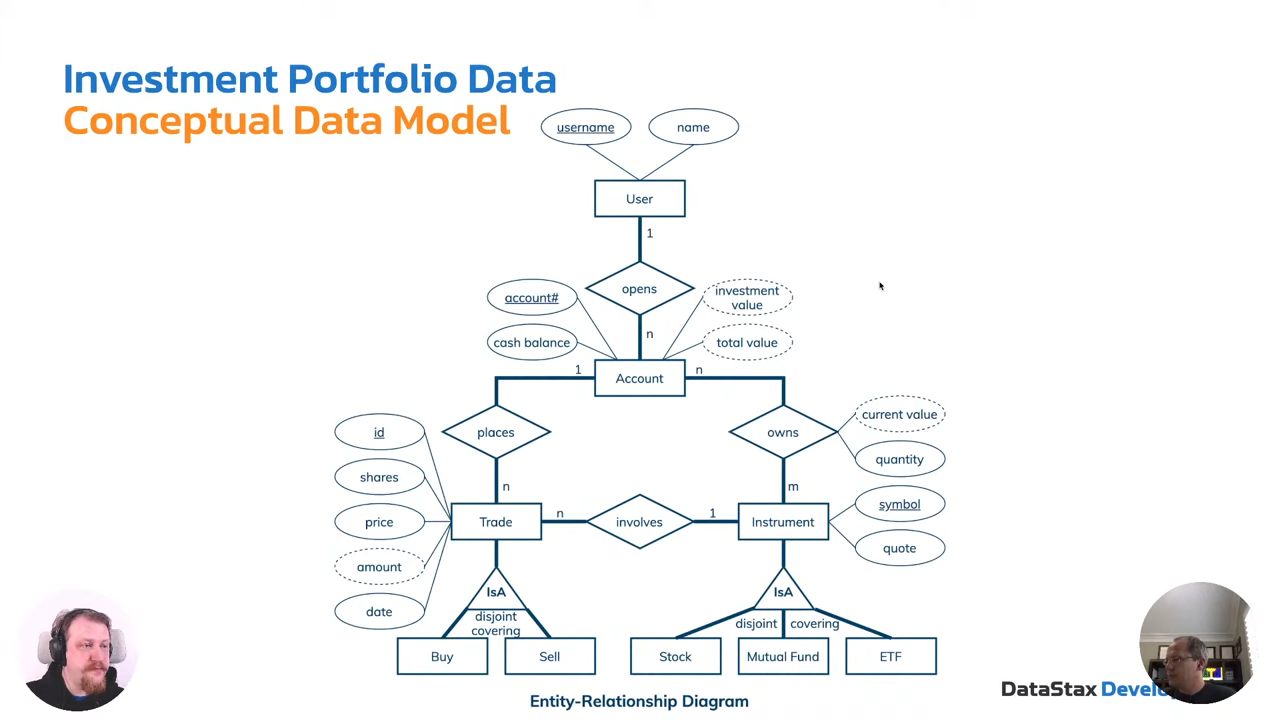 Investment Portfolio Data
Conceptual Data Model
username
name
User
1
opens
account#
investment
value
n
cash balance
total value
1
Account
n
id
places
owns
current value
shares
quantity
n
m
symbol
n
1
price
Trade
involves
Instrument
quote
amount
IsA
IsA
date
disjoint
covering
disjoint
covering
Buy
Sell
Stock
Mutual Fund
ETF
DataStax Develop
Entity-Relationship Diagram